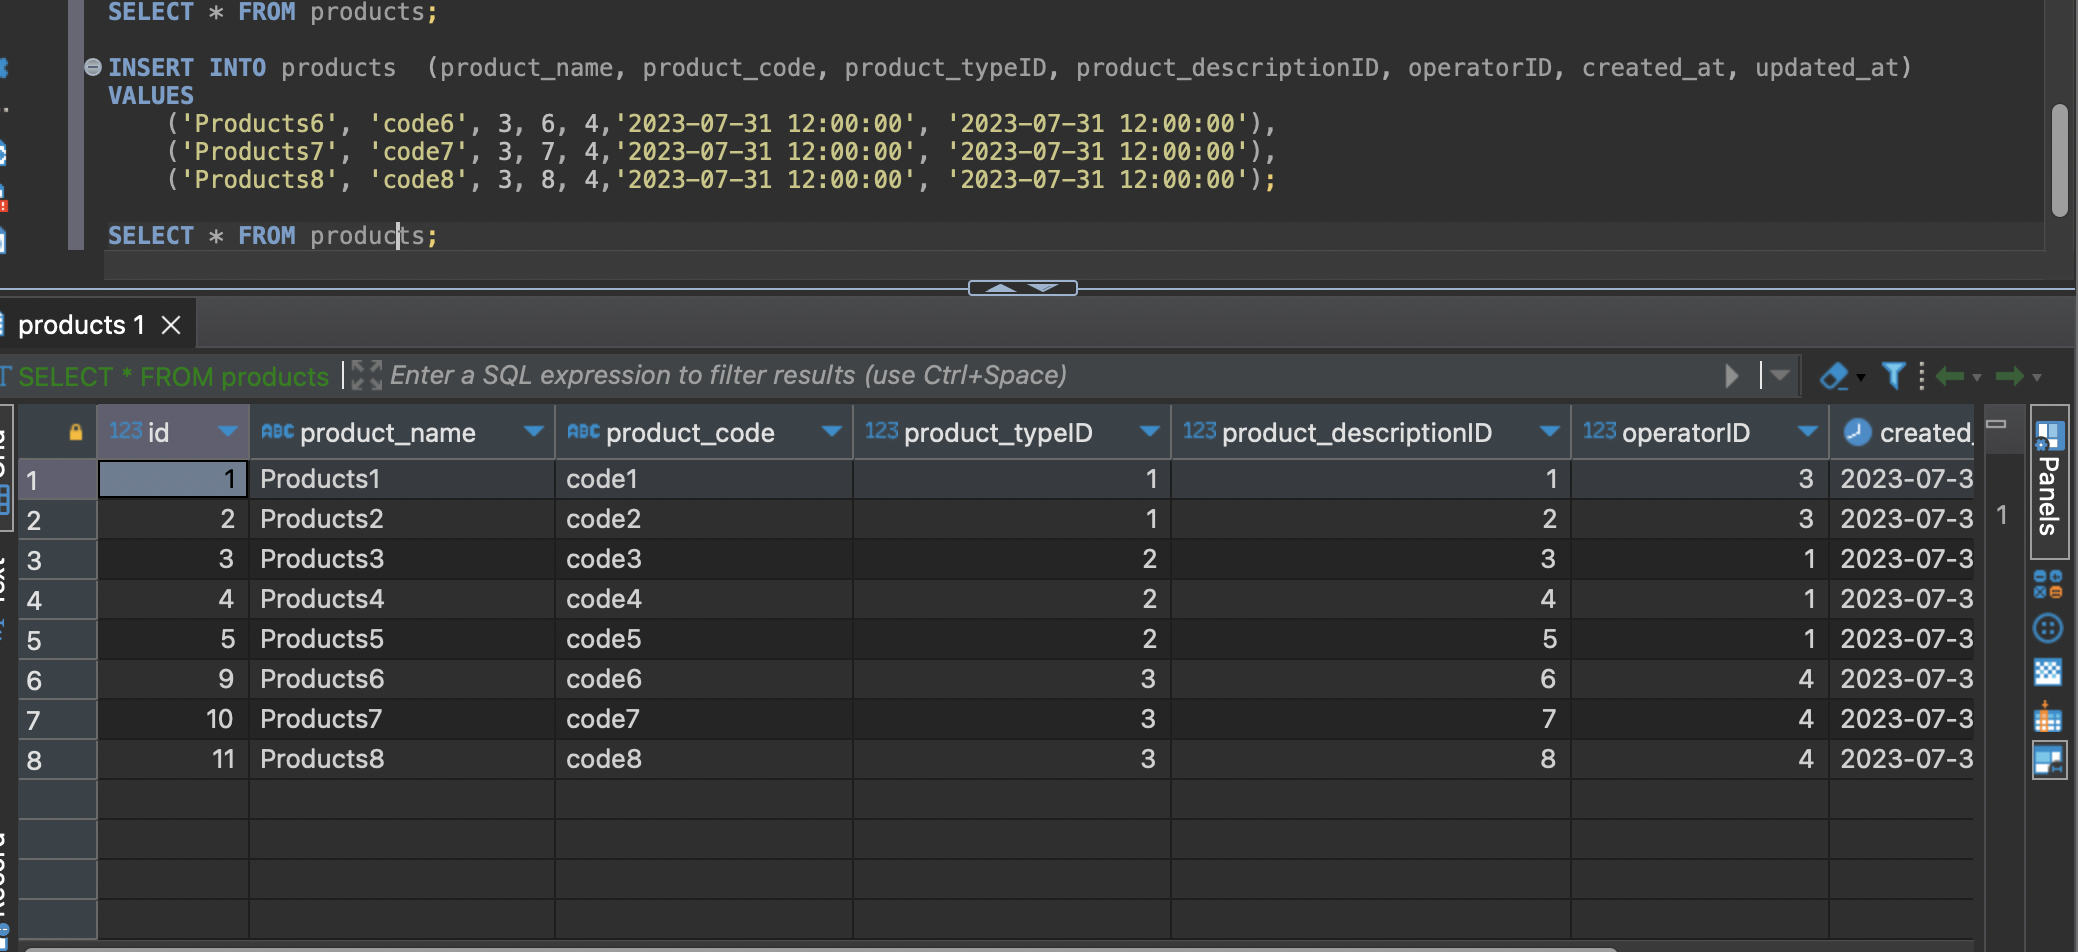 SELECT * FROM products;
INSERT INTO products  (product_name, product_code, product_typeID, product_descriptionID, operatorID, created_at, updated_at)
VALUES
('Products6', 'code6', 3, 6, 4,'2023-07-31 12:00:00', '2023-07-31 12:00:00'),
('Products7', 'code7', 3, 7, 4,'2023-07-31 12:00:00', '2023-07-31 12:00:00'),
('Products8', 'code8', 3, 8, 4,'2023-07-31 12:00:00', '2023-07-31 12:00:00');
SELECT * FROM products;
products 1
SELECT * FROM products Enter a SQL expression to filter results (use Ctrl+Space)
123 id ABC product_name ABC product_code 123 product_typeID 123 product_descriptionID 123 operatorID created_
1 1 Products1 code1 1 1 3 2023-07-3
2 2 Products2 code2 1 2 3 2023-07-3
3 3 Products3 code3 2 3 1 2023-07-3
4 4 Products4 code4 2 4 1 2023-07-3
5 5 Products5 code5 2 5 1 2023-07-3
6 9 Products6 code6 3 6 4 2023-07-3
7 10 Products7 code7 3 7 4 2023-07-3
8 11 Products8 code8 3 8 4 2023-07-3
1
Panels